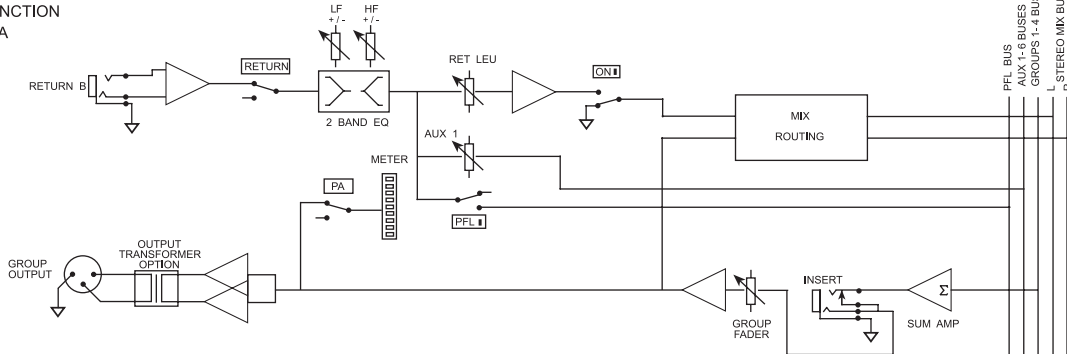 NCTION
A
LF
+ / -
HF
+ / -
RETURN B
RETURN
2 BAND EQ
RET LEU
ON
AUX 1
MIX
ROUTING
METER
PA
PFL
PFL BUS
AUX 1-6 BUSES
GROUPS 1-4 BU
L
STEREO MIX BU
R
GROUP
OUTPUT
OUTPUT
TRANSFORMER
OPTION
GROUP
FADER
INSERT
Σ
SUM AMP